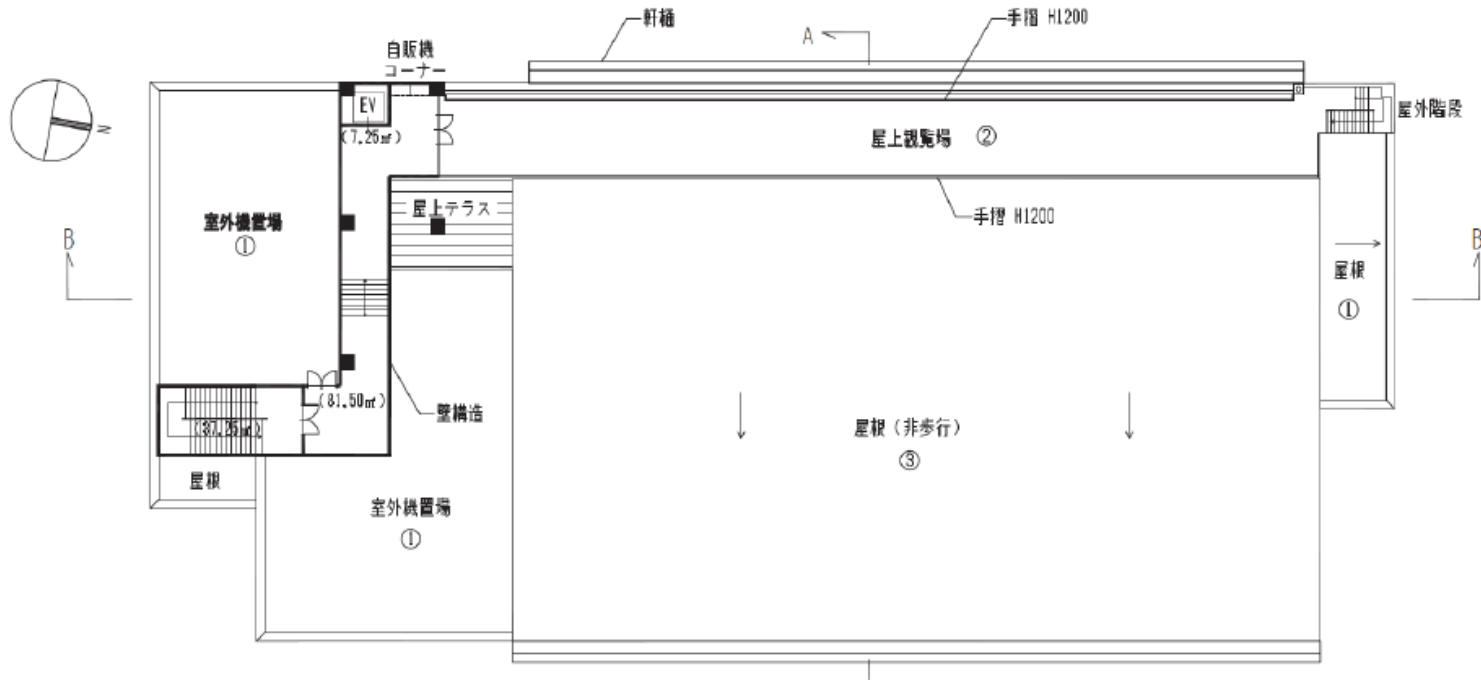 軒樋
手摺 H1200
A
自販機
コーナー
EV
(7.25㎡)
N
屋上観覧場 ②
屋外階段
屋上テラス
手摺 H1200
室外機置場
①
B
B
屋根
①
(81.50㎡)
壁構造
(37.25㎡)
屋根(非歩行)
③
屋根
室外機置場
①